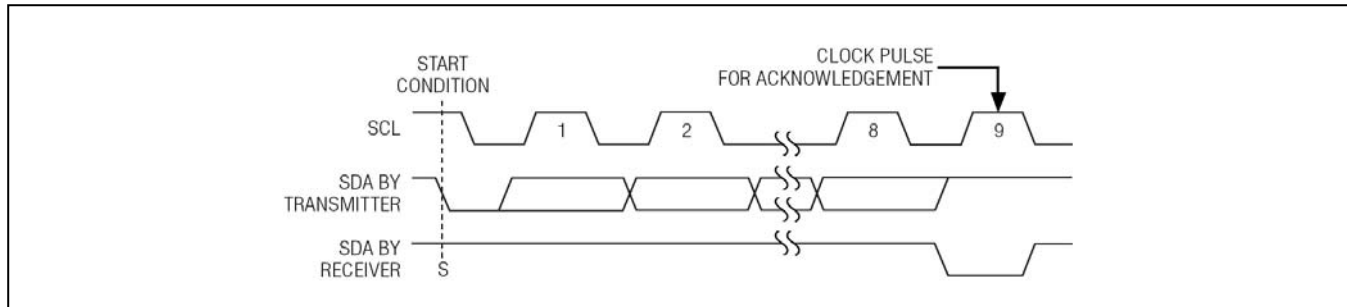 START
CONDITION
CLOCK PULSE
FOR ACKNOWLEDGEMENT
SCL
1
2
8
9
SDA BY
TRANSMITTER
SDA BY
RECEIVER
S